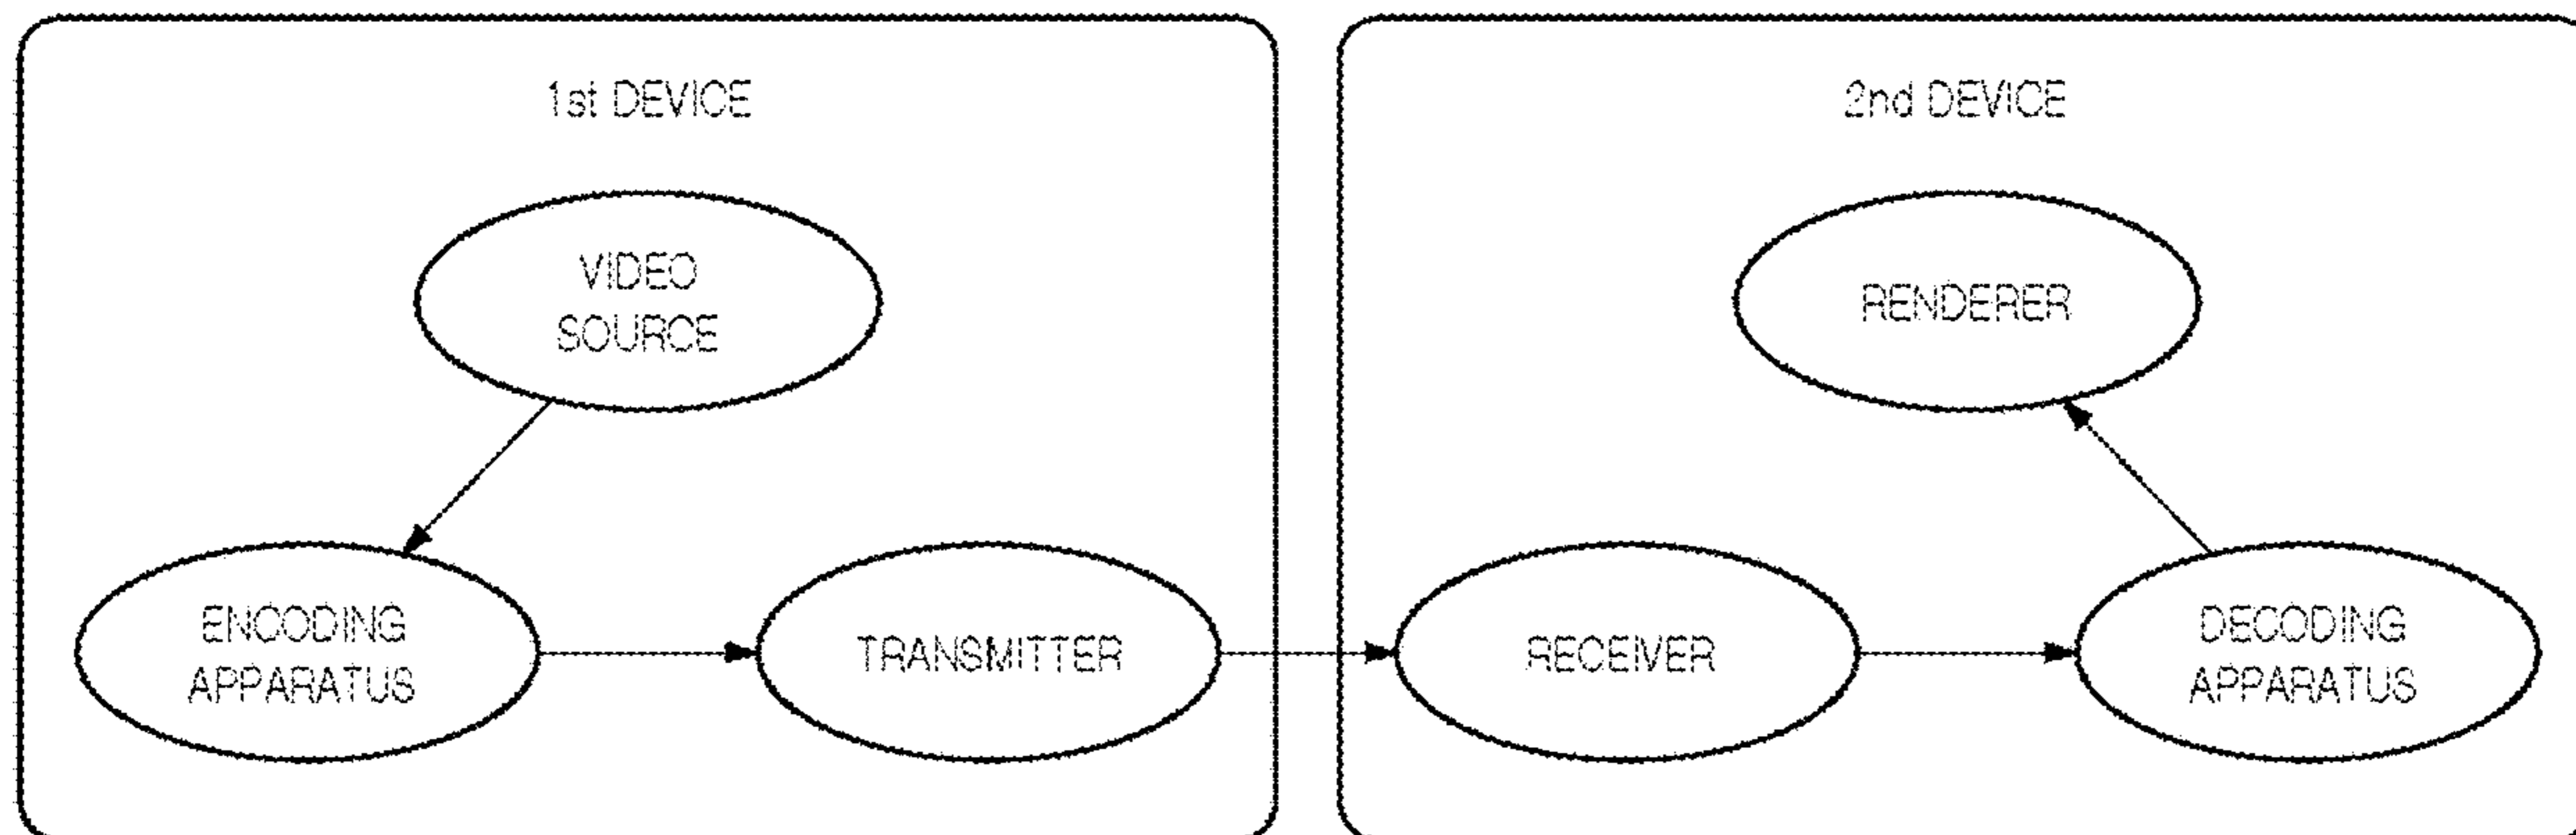 1st DEVICE
VIDEO
SOURCE
ENCODING
APPARATUS
TRANSMITTER
2nd DEVICE
RENDERER
RECEIVER
DECODING
APPARATUS